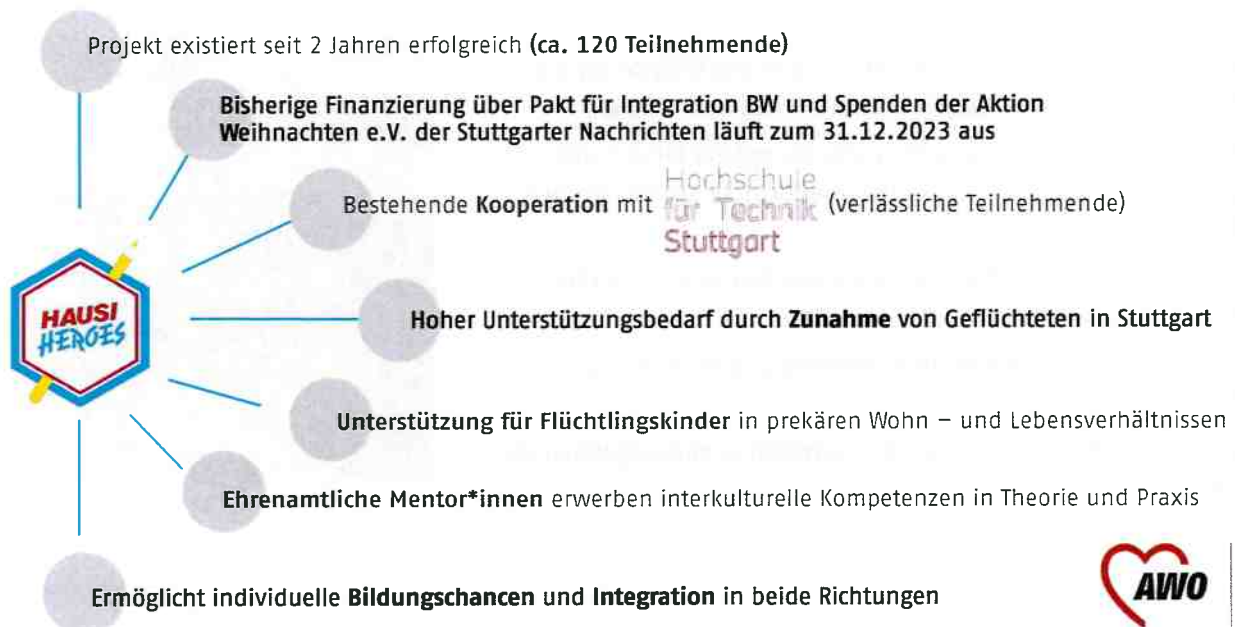 Projekt existiert seit 2 Jahren erfolgreich (ca. 120 Teilnehmende)
Bisherige Finanzierung über Pakt für Integration BW und Spenden der Aktion
Weihnachten e.V. der Stuttgarter Nachrichten läuft zum 31.12.2023 aus
Bestehende Kooperation mit Hochschule für Technik Stuttgart (verlässliche Teilnehmende)
HAUSI
HEROES
Hoher Unterstützungsbedarf durch Zunahme von Geflüchteten in Stuttgart
Unterstützung für Flüchtlingskinder in prekären Wohn – und Lebensverhältnissen
Ehrenamtliche Mentor*innen erwerben interkulturelle Kompetenzen in Theorie und Praxis
Ermöglicht individuelle Bildungschancen und Integration in beide Richtungen
AWO